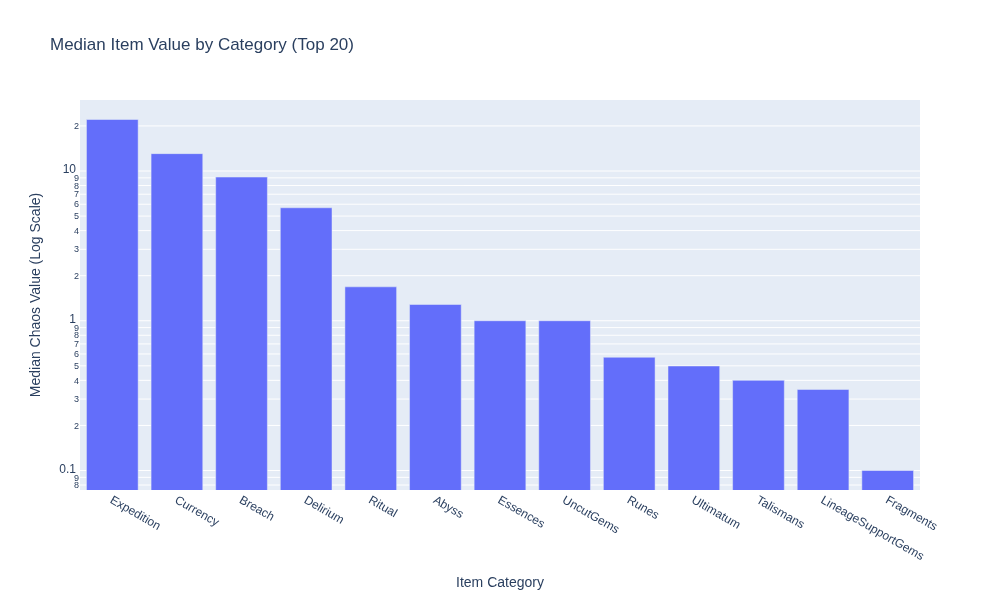 Median Item Value by Category (Top 20)
Median Chaos Value (Log Scale)
2
10
9
8
7
6
5
4
3
2
1
9
8
7
6
5
4
3
2
0.1
9
8
Expedition
Currency
Breach
Delirium
Ritual
Abyss
Essences
UncutGems
Runes
Ultimatum
Talismans
LineageSupportGems
Fragments
Item Category